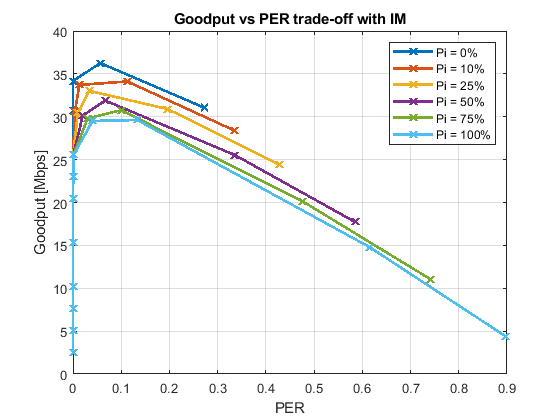 Goodput vs PER trade-off with IM
40
35
30
25
20
15
10
5
0
Goodput [Mbps]
Pi = 0%
Pi = 10%
Pi = 25%
Pi = 50%
Pi = 75%
Pi = 100%
0
0.1
0.2
0.3
0.4
0.5
0.6
0.7
0.8
0.9
PER